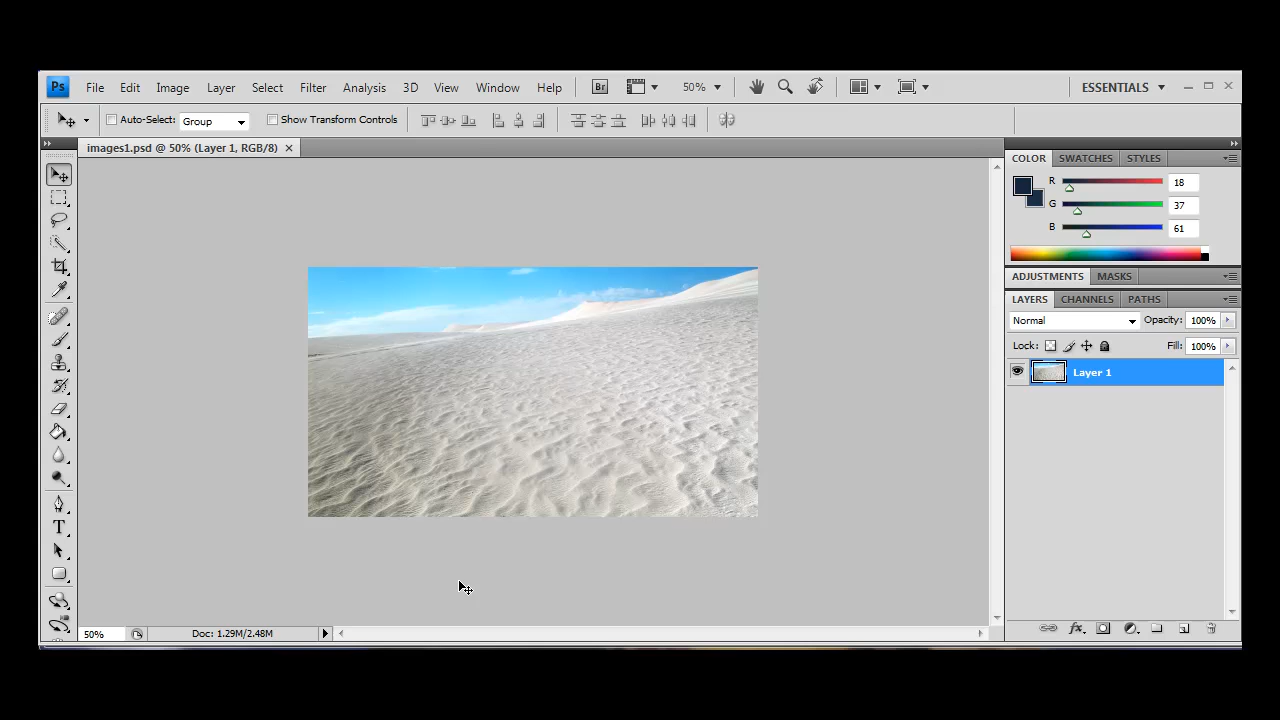 Ps File Edit Image Layer Select Filter Analysis 3D View Window Help Br 50% ESSENTIALS
Auto-Select: Group Show Transform Controls
images1.psd @ 50% (Layer 1, RGB/8)
COLOR SWATCHES STYLES
R 18
G 37
B 61
ADJUSTMENTS MASKS
LAYERS CHANNELS PATHS
Normal Opacity: 100%
Lock: Fill: 100%
Layer 1
T
fx
50% Doc: 1.29M/2.48M